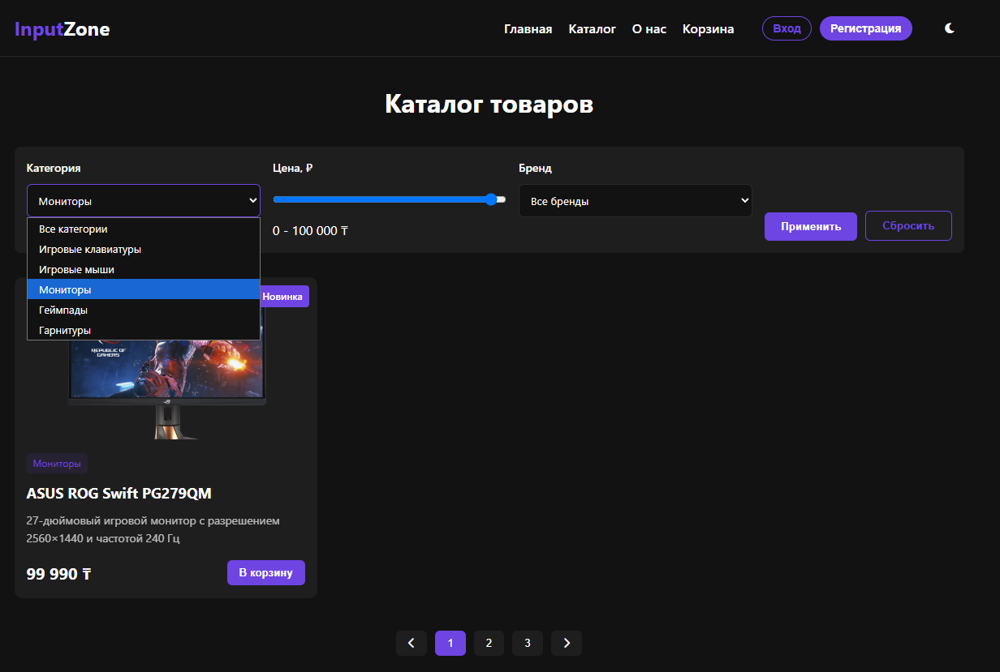 InputZone
Главная Каталог О нас Корзина Вход Регистрация
Каталог товаров
Категория Цена, ₽ Бренд
Мониторы
Все бренды
Все категории
Игровые клавиатуры
Игровые мыши
Мониторы
Геймпады
Гарнитуры
0 - 100 000 ₸
Применить Сбросить
Новинка
REPUBLIC OF
GAMERS
Мониторы
ASUS ROG Swift PG279QM
27-дюймовый игровой монитор с разрешением
2560×1440 и частотой 240 Гц
99 990 ₸ В корзину
1 2 3